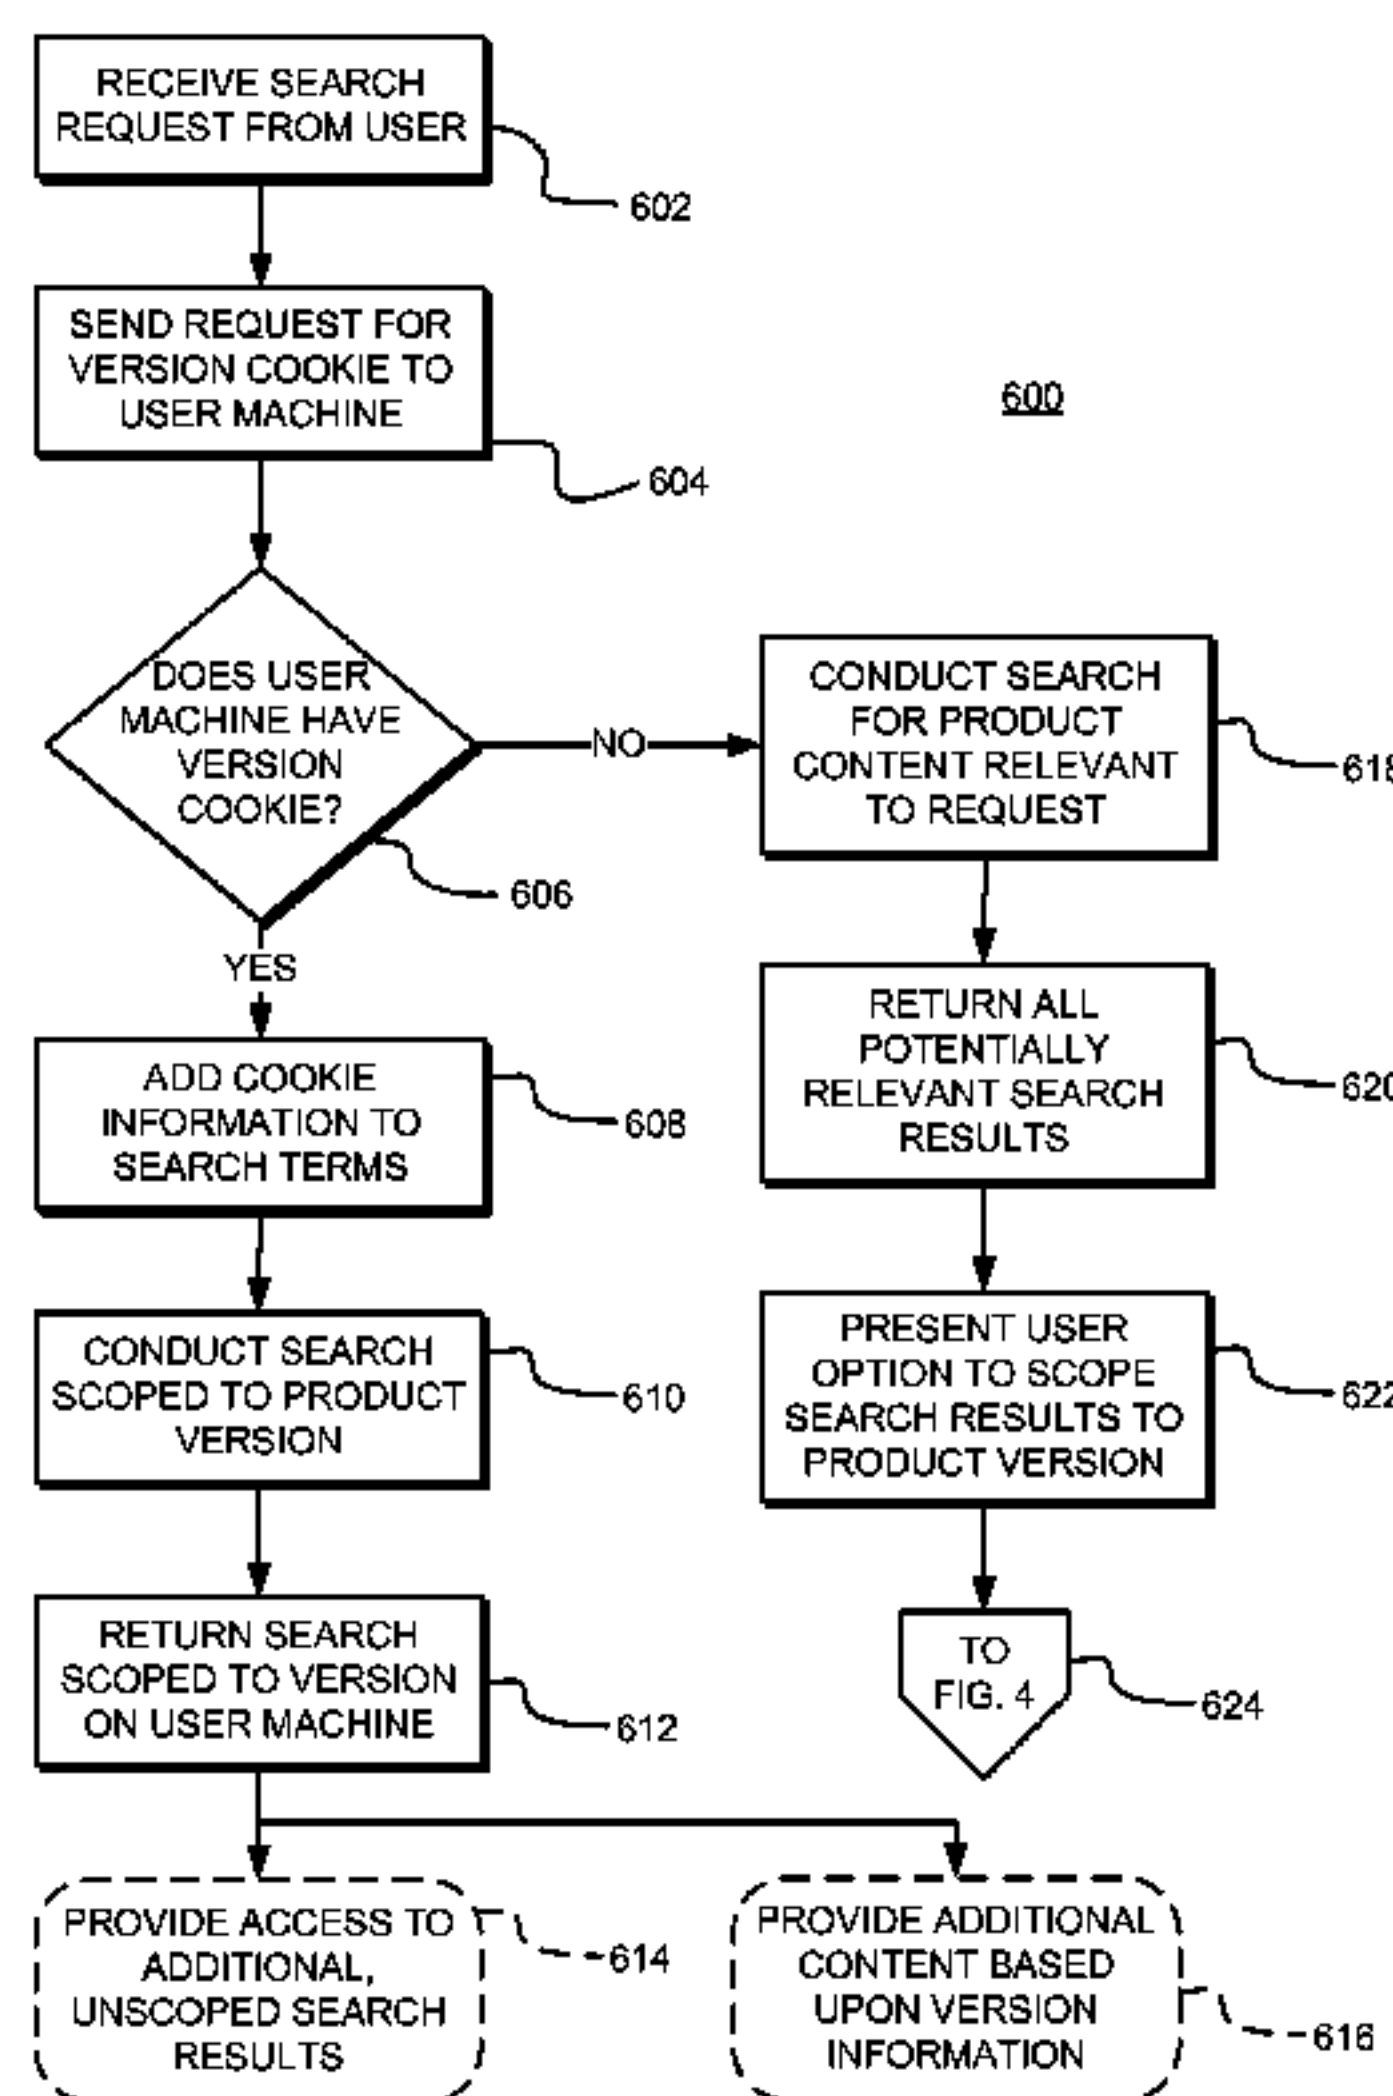 RECEIVE SEARCH
REQUEST FROM USER
602
SEND REQUEST FOR
VERSION COOKIE TO
USER MACHINE
600
604
DOES USER
MACHINE HAVE
VERSION
COOKIE?
NO
606
YES
CONDUCT SEARCH
FOR PRODUCT
CONTENT RELEVANT
TO REQUEST
618
ADD COOKIE
INFORMATION TO
SEARCH TERMS
608
RETURN ALL
POTENTIALLY
RELEVANT SEARCH
RESULTS
620
CONDUCT SEARCH
SCOPED TO PRODUCT
VERSION
610
PRESENT USER
OPTION TO SCOPE
SEARCH RESULTS TO
PRODUCT VERSION
622
RETURN SEARCH
SCOPED TO VERSION
ON USER MACHINE
612
TO
FIG. 4
624
PROVIDE ACCESS TO
ADDITIONAL,
UNSCOPED SEARCH
RESULTS
614
PROVIDE ADDITIONAL
CONTENT BASED
UPON VERSION
INFORMATION
616